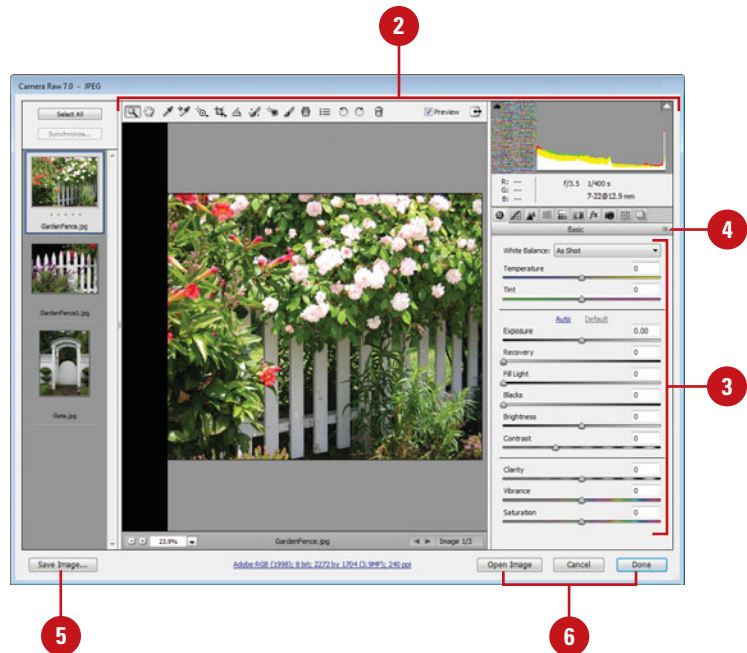 2
Camera Raw 7.0 - JPEG
Select All
Synchronize...
GardenFence.jpg
GardenFence1.jpg
Gate.jpg
Preview
R: ---
G: ---
B: ---
f/3.5 1/400 s
7-22@12.9 mm
fx
Basic
4
White Balance: As Shot
Temperature 0
Tint 0
Auto Default
Exposure 0.00
Recovery 0
Fill Light 0
Blacks 0
Brightness 0
Contrast 0
Clarity 0
Vibrance 0
Saturation 0
3
23.9%
GardenFence.jpg
Image 1/3
Save Image...
Adobe RGB (1998); 8 bit; 2272 by 1704 (3.9MP); 240 ppi
Open Image
Cancel
Done
5
6